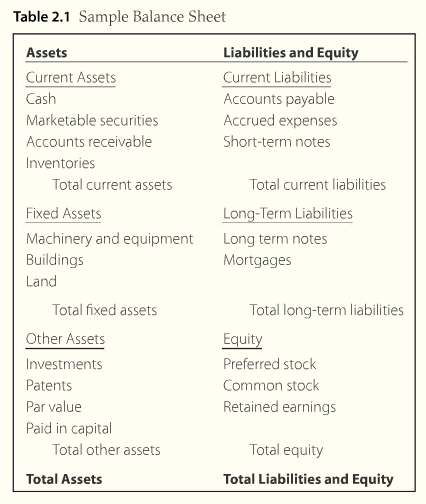 Table 2.1 Sample Balance Sheet
Assets Liabilities and Equity
Current Assets Current Liabilities
Cash Accounts payable
Marketable securities Accrued expenses
Accounts receivable Short-term notes
Inventories
Total current assets Total current liabilities
Fixed Assets Long-Term Liabilities
Machinery and equipment Long term notes
Buildings Mortgages
Land
Total fixed assets Total long-term liabilities
Other Assets Equity
Investments Preferred stock
Patents Common stock
Par value Retained earnings
Paid in capital
Total other assets Total equity
Total Assets Total Liabilities and Equity